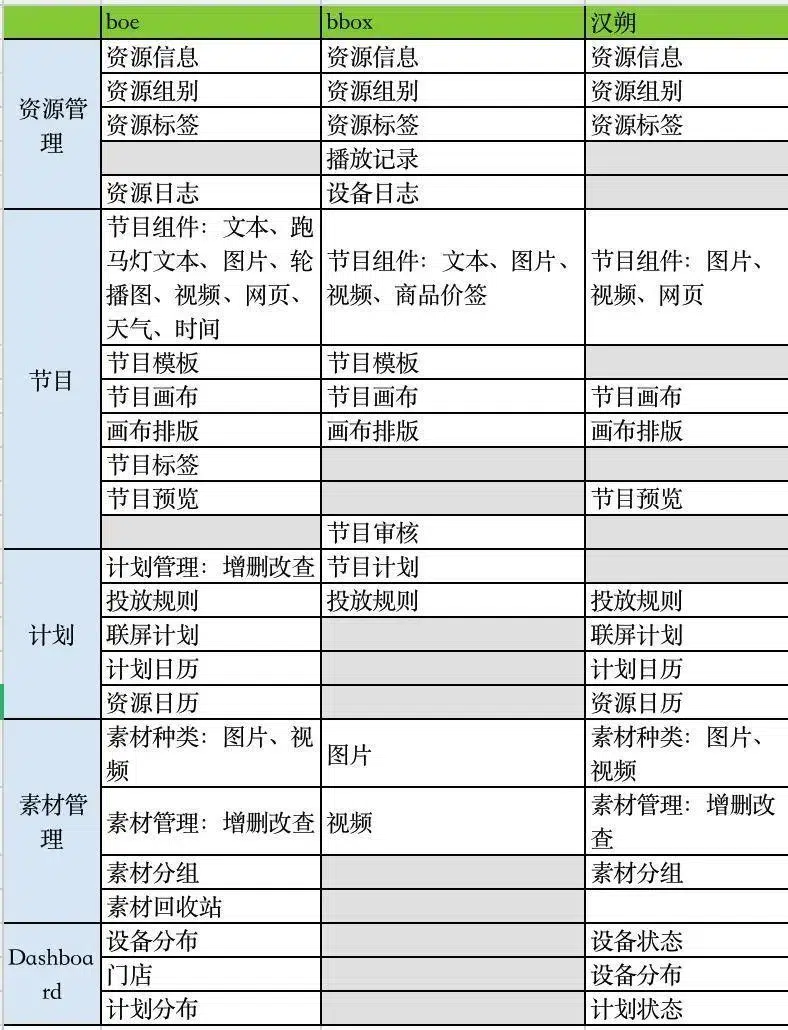 boe bbox 汉朔
资源管
理
资源信息 资源信息 资源信息
资源组别 资源组别 资源组别
资源标签 资源标签 资源标签
播放记录
资源日志 设备日志
节目
节目组件：文本、跑
马灯文本、图片、轮
播图、视频、网页、
天气、时间
节目组件：文本、图片、
视频、商品价签
节目组件：图片、
视频、网页
节目模板 节目模板
节目画布 节目画布 节目画布
画布排版 画布排版 画布排版
节目标签
节目预览 节目预览
节目审核
计划
计划管理：增删改查 节目计划
投放规则 投放规则 投放规则
联屏计划 联屏计划
计划日历 计划日历
资源日历 资源日历
素材管
理
素材种类：图片、视
频
图片
素材种类：图片、
视频
素材管理：增删改查 视频
素材管理：增删改
查
素材分组 素材分组
素材回收站
Dashboa
rd
设备分布 设备状态
门店 设备分布
计划分布 计划状态